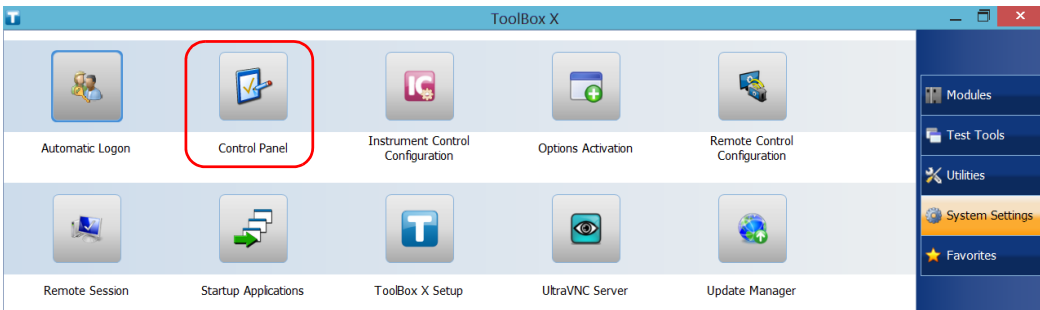 ToolBox X
Automatic Logon
Control Panel
Instrument Control
Configuration
Options Activation
Remote Control
Configuration
Remote Session
Startup Applications
ToolBox X Setup
UltraVNC Server
Update Manager
Modules
Test Tools
Utilities
System Settings
Favorites